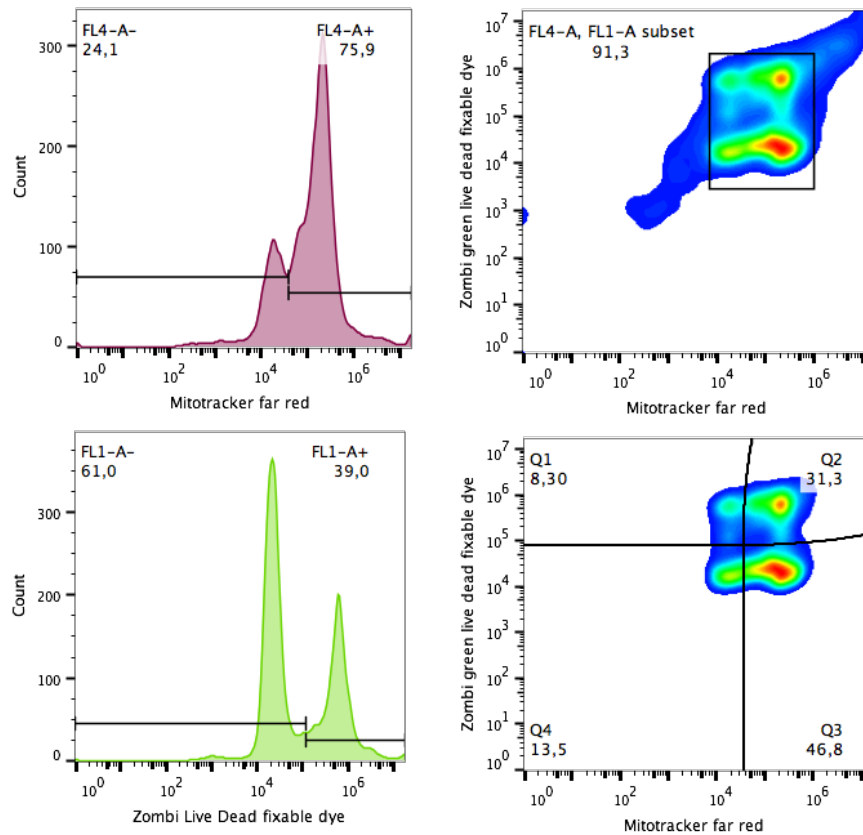 FL4-A-
24,1
FL4-A+
75,9
300
200
100
0
Count
10^0
10^2
10^4
10^6
Mitotracker far red
FL4-A, FL1-A subset
91,3
10^7
10^6
10^5
10^4
10^3
10^2
10^1
10^0
Zombi green live dead fixable dye
10^0
10^2
10^4
10^6
Mitotracker far red
FL1-A-
61,0
FL1-A+
39,0
300
200
100
0
Count
10^0
10^2
10^4
10^6
Zombi Live Dead fixable dye
Q1
8,30
Q2
31,3
Q4
13,5
Q3
46,8
10^7
10^6
10^5
10^4
10^3
10^2
10^1
10^0
Zombi green live dead fixable dye
10^0
10^2
10^4
10^6
Mitotracker far red